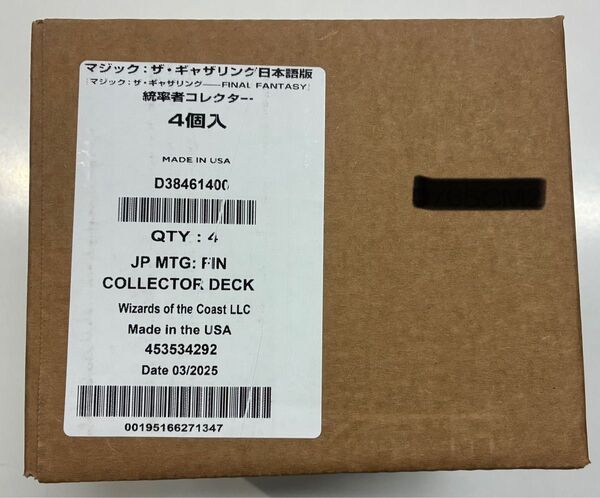 マジック：ザ・ギャザリング日本語版
〔マジック：ザ・ギャザリング——FINAL FANTASY〕
統率者コレクター-
4個入
MADE IN USA
D38461400
QTY : 4
JP MTG: FIN
COLLECTOR DECK
Wizards of the Coast LLC
Made in the USA
453534292
Date 03/2025
00195166271347